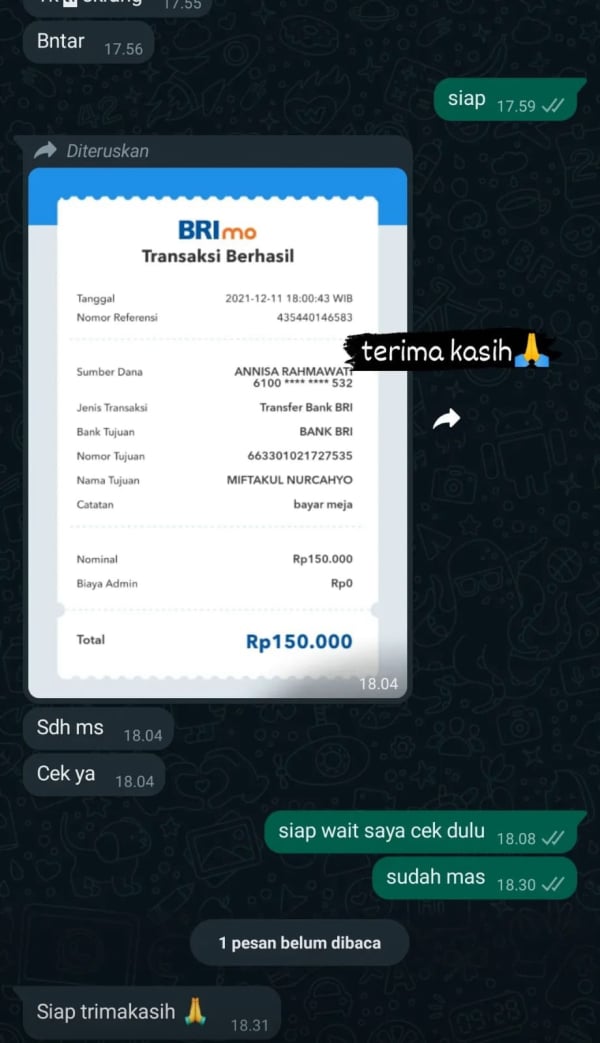 17.55
Bntar 17.56
siap 17.59
Diteruskan
BRImo
Transaksi Berhasil
Tanggal 2021-12-11 18:00:43 WIB
Nomor Referensi 435440146583
terima kasih🙏
Sumber Dana ANNISA RAHMAWATI
6100 **** **** 532
Jenis Transaksi Transfer Bank BRI
Bank Tujuan BANK BRI
Nomor Tujuan 663301021727535
Nama Tujuan MIFTAKUL NURCAHYO
Catatan bayar meja
Nominal Rp150.000
Biaya Admin Rp0
Total Rp150.000
18.04
Sdh ms 18.04
Cek ya 18.04
siap wait saya cek dulu 18.08
sudah mas 18.30
1 pesan belum dibaca
Siap trimakasih 🙏 18.31